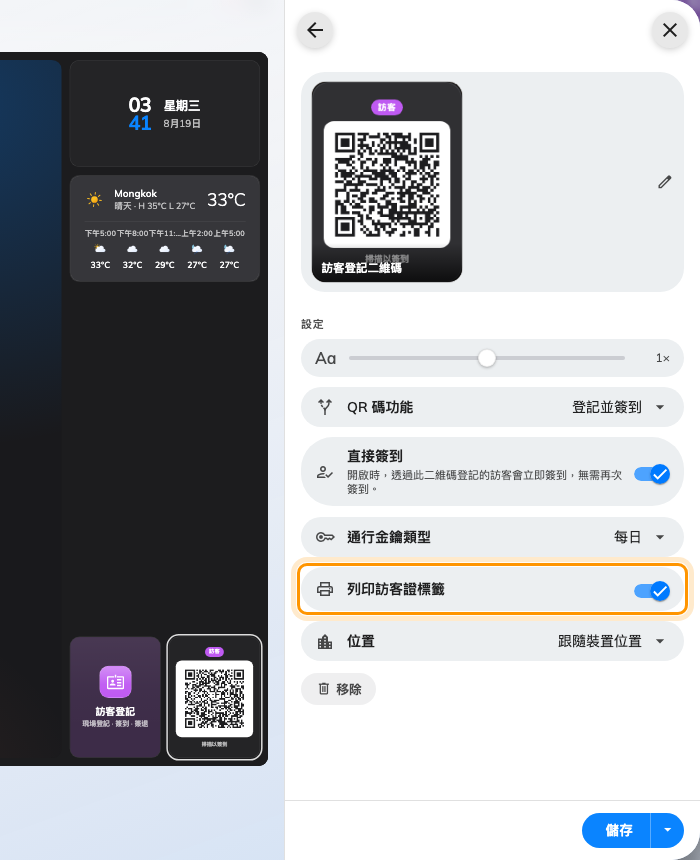 03
41
星期三
8月19日
Mongkok
晴天 · H 35°C L 27°C
33°C
下午5:00 下午8:00 下午11:... 上午2:00 上午5:00
33°C 32°C 29°C 27°C 27°C
訪客登記
現場登記 · 簽到 · 簽退
訪客
掃描以簽到
訪客
掃描以簽到
訪客登記二維碼
設定
Aa 1×
QR 碼功能 登記並簽到
直接簽到
開啟時，透過此二維碼登記的訪客會立即簽到，無需再次
簽到。
通行金鑰類型 每日
列印訪客證標籤
位置 跟隨裝置位置
移除
儲存